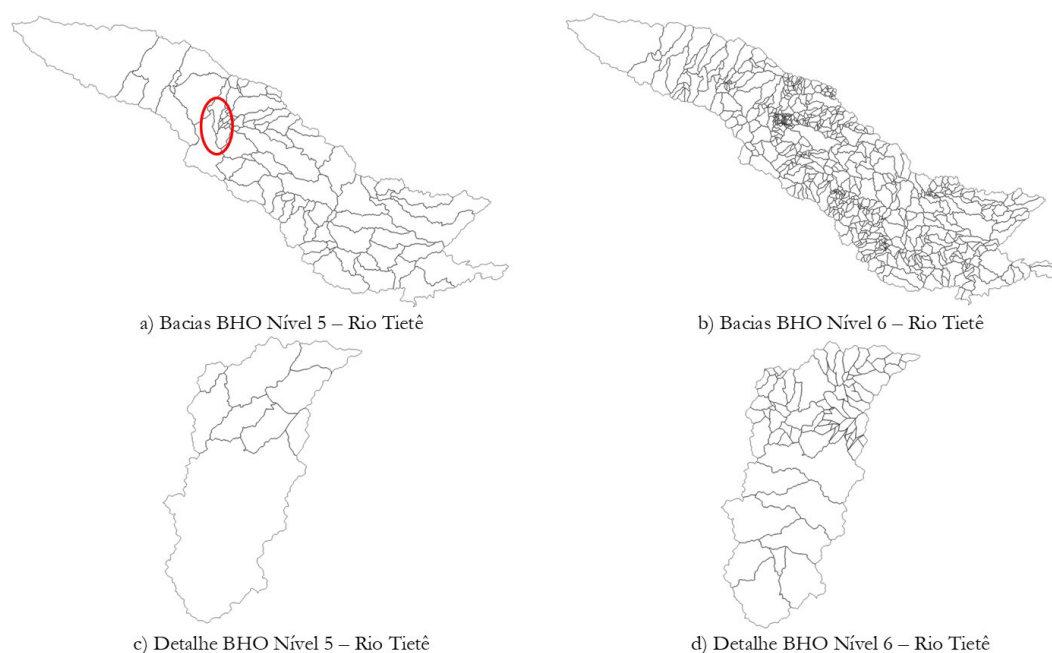 a) Bacias BHO Nível 5 – Rio Tietê
b) Bacias BHO Nível 6 – Rio Tietê
c) Detalhe BHO Nível 5 – Rio Tietê
d) Detalhe BHO Nível 6 – Rio Tietê